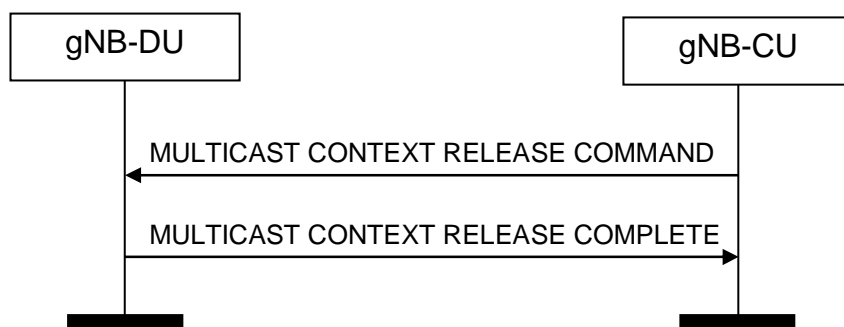 gNB-DU
gNB-CU
MULTICAST CONTEXT RELEASE COMMAND
MULTICAST CONTEXT RELEASE COMPLETE